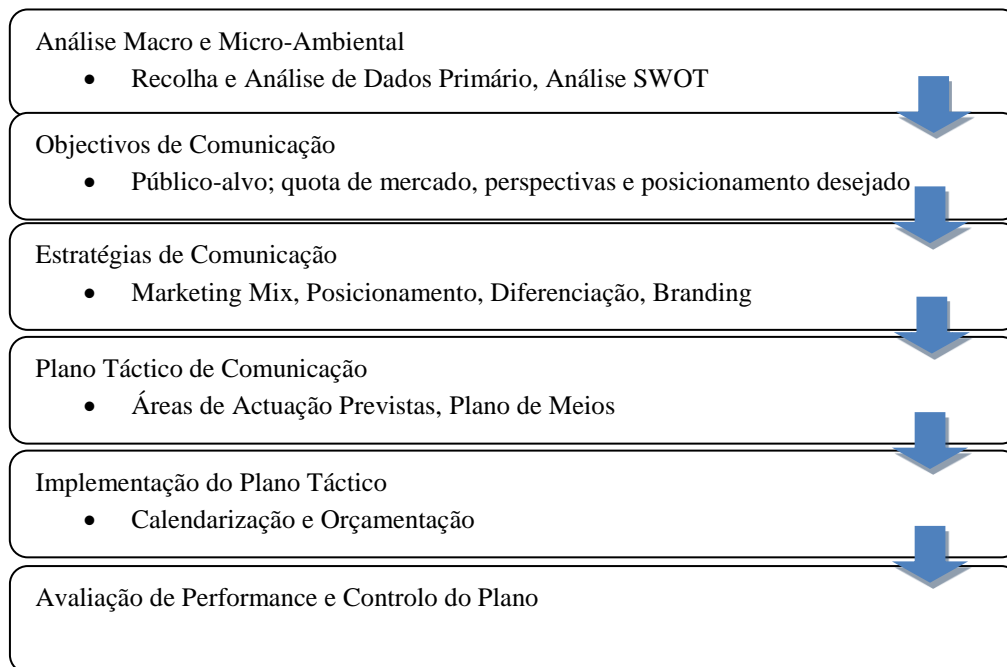 Análise Macro e Micro-Ambiental
• Recolha e Análise de Dados Primário, Análise SWOT
Objectivos de Comunicação
• Público-alvo; quota de mercado, perspectivas e posicionamento desejado
Estratégias de Comunicação
• Marketing Mix, Posicionamento, Diferenciação, Branding
Plano Táctico de Comunicação
• Áreas de Actuação Previstas, Plano de Meios
Implementação do Plano Táctico
• Calendarização e Orçamentação
Avaliação de Performance e Controlo do Plano